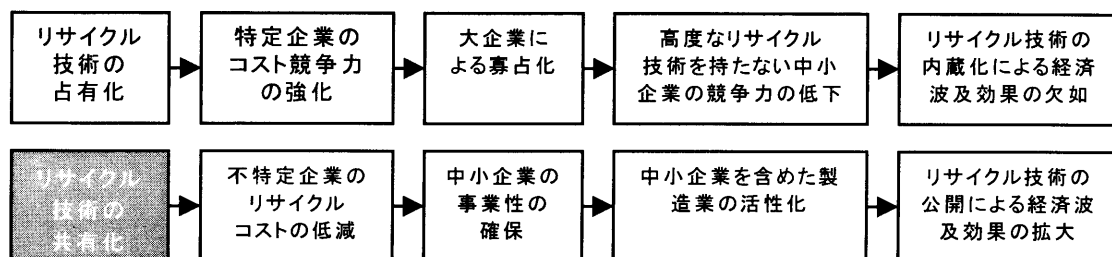 リサイクル
技術の
占有化
特定企業の
コスト競争力
の強化
大企業に
よる寡占化
高度なリサイクル
技術を持たない中小
企業の競争力の低下
リサイクル技術の
内蔵化による経済
波及効果の欠如
リサイクル
技術の
共有化
不特定企業の
リサイクル
コストの低減
中小企業の
事業性の
確保
中小企業を含めた製
造業の活性化
リサイクル技術の
公開による経済波
及効果の拡大